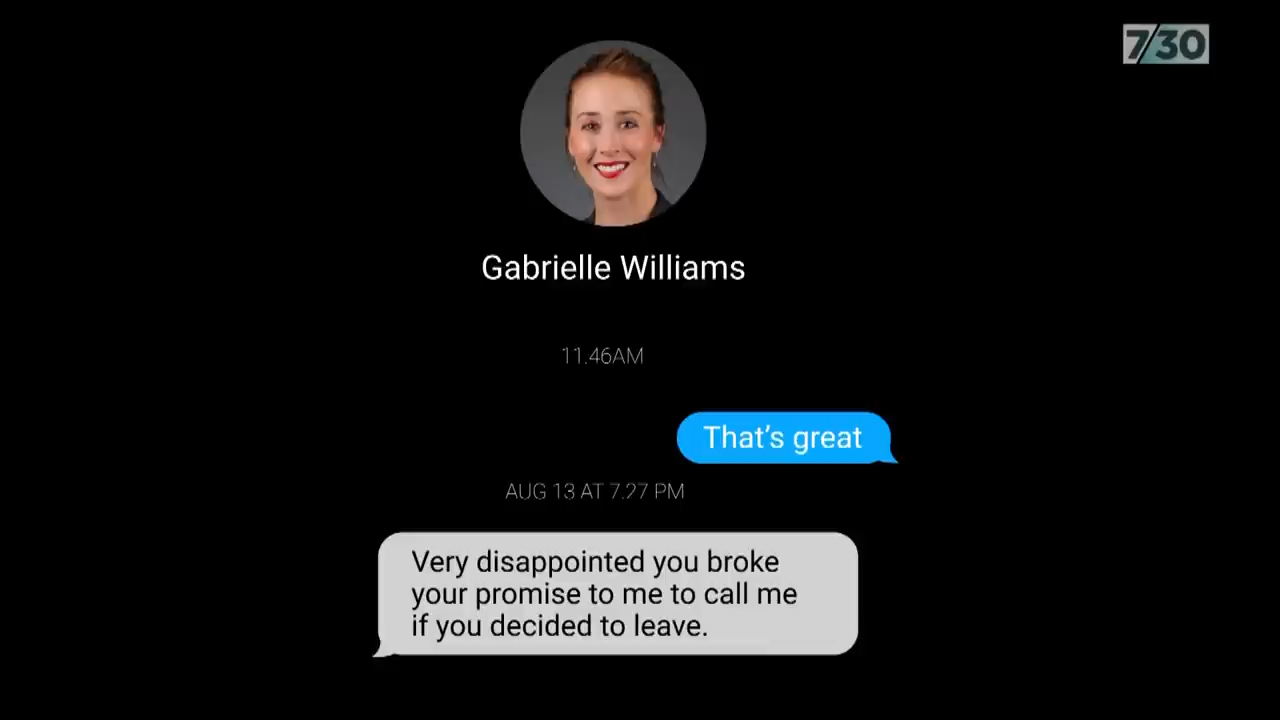 7/30
Gabrielle Williams
11.46AM
That's great
AUG 13 AT 7.27 PM
Very disappointed you broke
your promise to me to call me
if you decided to leave.